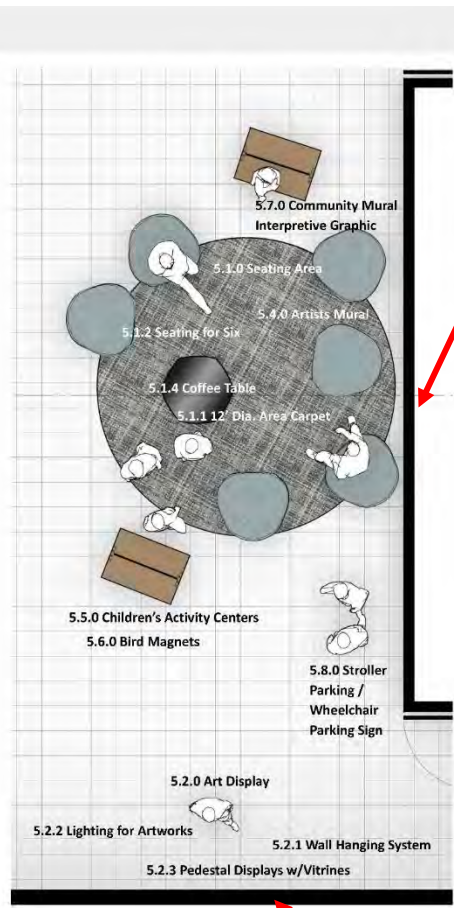 5.7.0 Community Mural
Interpretive Graphic
5.1.0 Seating Area
5.4.0 Artists Mural
5.1.2 Seating for Six
5.1.4 Coffee Table
5.1.1 12' Dia. Area Carpet
5.5.0 Children's Activity Centers
5.6.0 Bird Magnets
5.8.0 Stroller
Parking /
Wheelchair
Parking Sign
5.2.0 Art Display
5.2.2 Lighting for Artworks
5.2.1 Wall Hanging System
5.2.3 Pedestal Displays w/Vitrines